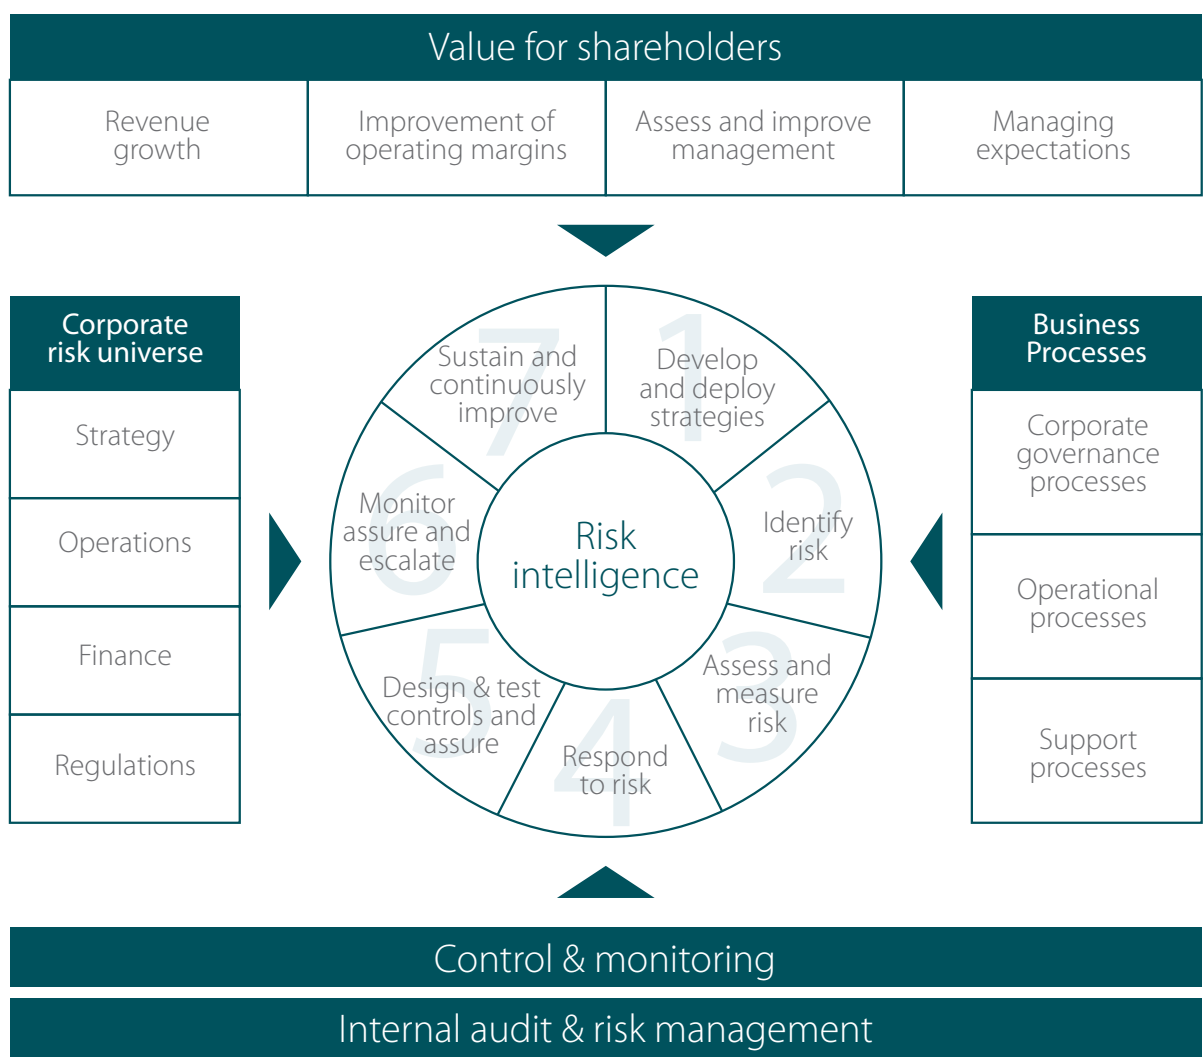 Value for shareholders
Revenue
growth
Improvement of
operating margins
Assess and improve
management
Managing
expectations
Corporate
risk universe
Strategy
Operations
Finance
Regulations
1
Develop
and deploy
strategies
2
Identify
risk
3
Assess and
measure
risk
4
Respond
to risk
5
Design & test
controls and
assure
6
Monitor
assure and
escalate
7
Sustain and
continuously
improve
Risk
intelligence
Business
Processes
Corporate
governance
processes
Operational
processes
Support
processes
Control & monitoring
Internal audit & risk management